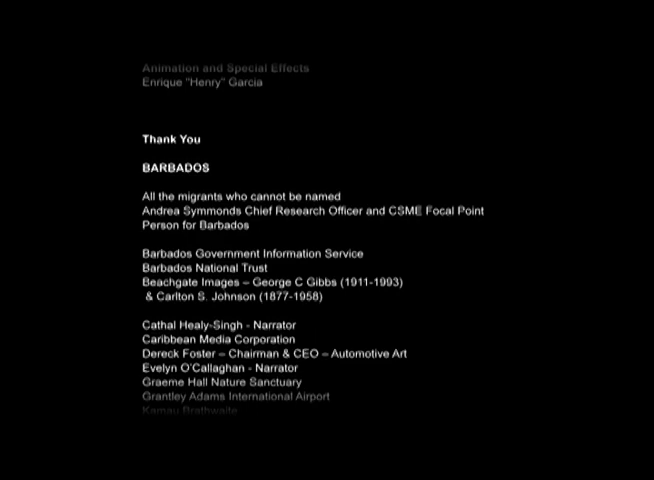 Animation and Special Effects
Enrique "Henry" Garcia
Thank You
BARBADOS
All the migrants who cannot be named
Andrea Symmonds Chief Research Officer and CSME Focal Point
Person for Barbados
Barbados Government Information Service
Barbados National Trust
Beachgate Images – George C Gibbs (1911-1993)
& Carlton S. Johnson (1877-1958)
Cathal Healy-Singh - Narrator
Caribbean Media Corporation
Dereck Foster – Chairman & CEO – Automotive Art
Evelyn O'Callaghan - Narrator
Graeme Hall Nature Sanctuary
Grantley Adams International Airport
Kamau Brathwaite